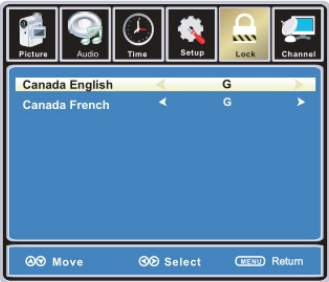 Picture Audio Time Setup Lock Channel
Canada English G
Canada French G
Move Select MENU Return